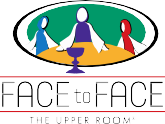 FACE to FACE
THE UPPER ROOM